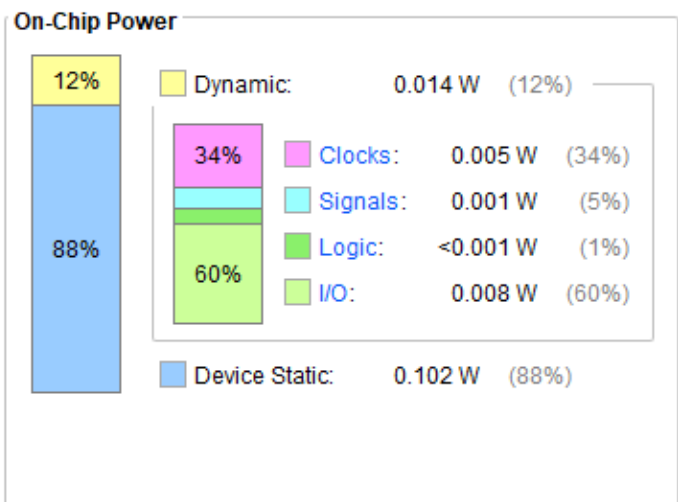 On-Chip Power
12% Dynamic: 0.014 W (12%)
34% Clocks: 0.005 W (34%)
Signals: 0.001 W (5%)
88% Logic: <0.001 W (1%)
60% I/O: 0.008 W (60%)
Device Static: 0.102 W (88%)